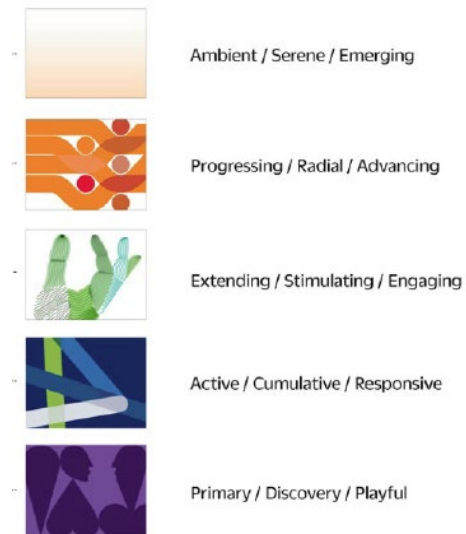 Ambient / Serene / Emerging
Progressing / Radial / Advancing
Extending / Stimulating / Engaging
Active / Cumulative / Responsive
Primary / Discovery / Playful